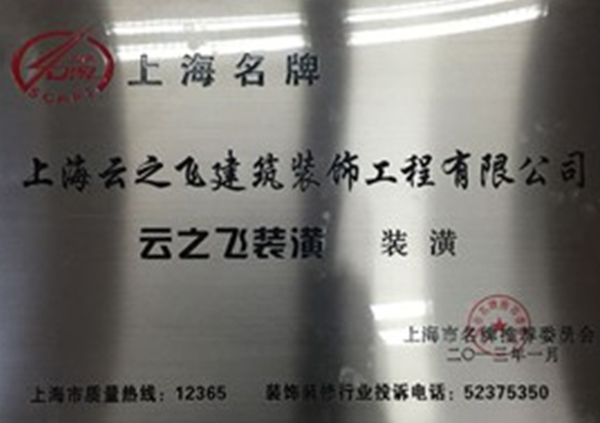 上海名牌
上海云之飞建筑装饰工程有限公司
云之飞装潢 装潢
上海市名牌推荐委员会
二〇一三年一月
上海市质量热线：12365 装饰装修行业投诉电话：52375350